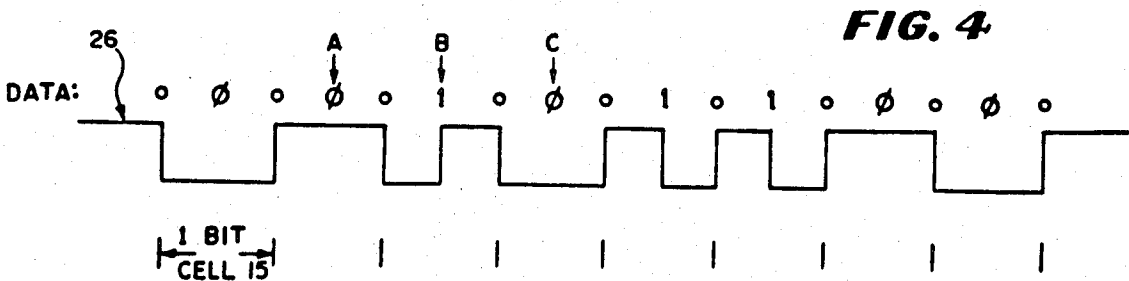 FIG. 4
26 A B C
DATA: o Ø o Ø o 1 o Ø o 1 o 1 o Ø o Ø o
1 BIT
CELL 15